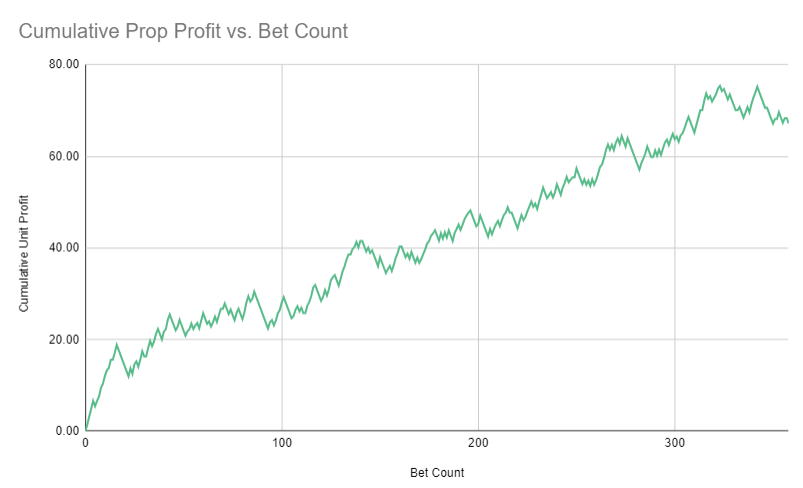 Cumulative Prop Profit vs. Bet Count
80.00
60.00
40.00
20.00
0.00
Cumulative Unit Profit
0 100 200 300
Bet Count